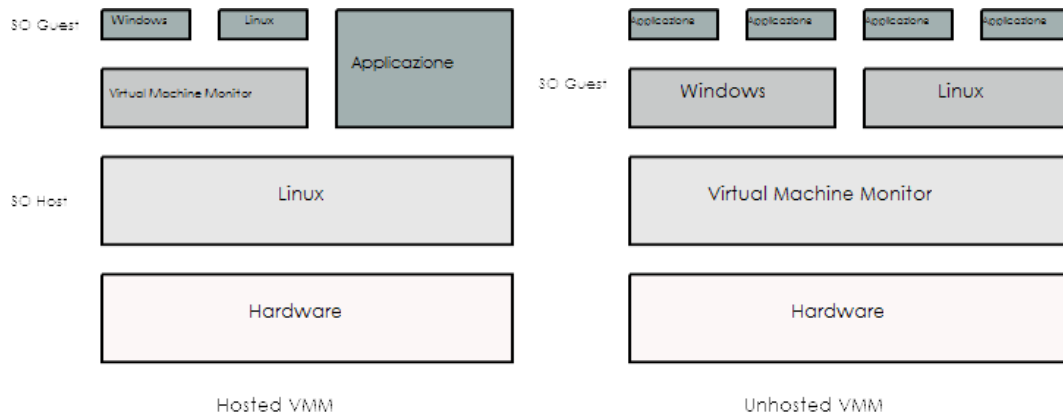 SO Guest
Windows
Linux
Applicazione
Virtual Machine Monitor
SO Host
Linux
Hardware
Hosted VMM
Applicazione
Applicazione
Applicazione
Applicazione
SO Guest
Windows
Linux
Virtual Machine Monitor
Hardware
Unhosted VMM